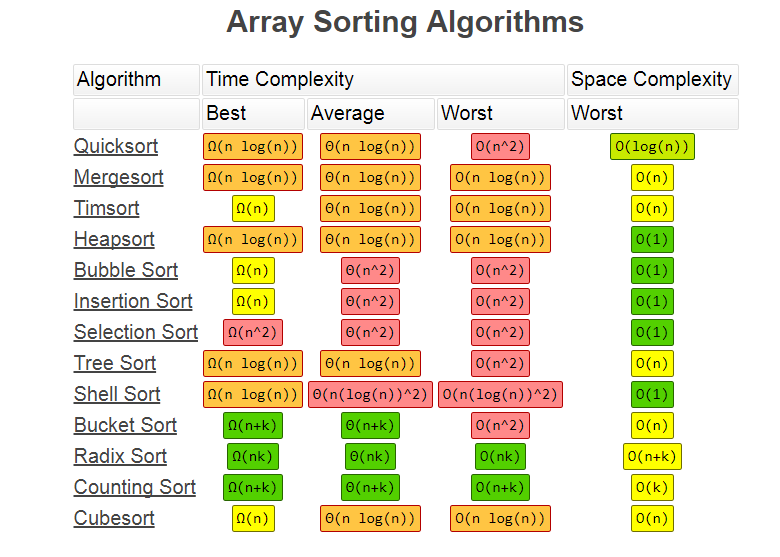 Array Sorting Algorithms
Algorithm Time Complexity Space Complexity
Best Average Worst Worst
Quicksort Ω(n log(n)) Θ(n log(n)) O(n^2) O(log(n))
Mergesort Ω(n log(n)) Θ(n log(n)) O(n log(n)) O(n)
Timsort Ω(n) Θ(n log(n)) O(n log(n)) O(n)
Heapsort Ω(n log(n)) Θ(n log(n)) O(n log(n)) O(1)
Bubble Sort Ω(n) Θ(n^2) O(n^2) O(1)
Insertion Sort Ω(n) Θ(n^2) O(n^2) O(1)
Selection Sort Ω(n^2) Θ(n^2) O(n^2) O(1)
Tree Sort Ω(n log(n)) Θ(n log(n)) O(n^2) O(n)
Shell Sort Ω(n log(n)) Θ(n(log(n))^2) O(n(log(n))^2) O(1)
Bucket Sort Ω(n+k) Θ(n+k) O(n^2) O(n)
Radix Sort Ω(nk) Θ(nk) O(nk) O(n+k)
Counting Sort Ω(n+k) Θ(n+k) O(n+k) O(k)
Cubesort Ω(n) Θ(n log(n)) O(n log(n)) O(n)